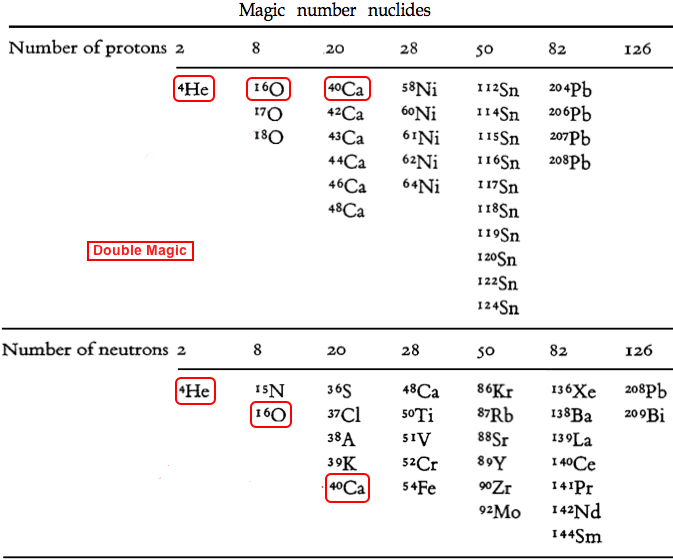 Magic number nuclides
Number of protons 2 8 20 28 50 82 126
⁴He ¹⁶O ⁴⁰Ca ⁵⁸Ni ¹¹²Sn ²⁰⁴Pb
¹⁷O ⁴²Ca ⁶⁰Ni ¹¹⁴Sn ²⁰⁶Pb
¹⁸O ⁴³Ca ⁶¹Ni ¹¹⁵Sn ²⁰⁷Pb
⁴⁴Ca ⁶²Ni ¹¹⁶Sn ²⁰⁸Pb
⁴⁶Ca ⁶⁴Ni ¹¹⁷Sn
⁴⁸Ca ¹¹⁸Sn
¹¹⁹Sn
Double Magic
¹²⁰Sn
¹²²Sn
¹²⁴Sn
Number of neutrons 2 8 20 28 50 82 126
⁴He ¹⁵N ³⁶S ⁴⁸Ca ⁸⁶Kr ¹³⁶Xe ²⁰⁸Pb
¹⁶O ³⁷Cl ⁵⁰Ti ⁸⁷Rb ¹³⁸Ba ²⁰⁹Bi
³⁸A ⁵¹V ⁸⁸Sr ¹³⁹La
³⁹K ⁵²Cr ⁸⁹Y ¹⁴⁰Ce
⁴⁰Ca ⁵⁴Fe ⁹⁰Zr ¹⁴¹Pr
⁹²Mo ¹⁴²Nd
¹⁴⁴Sm